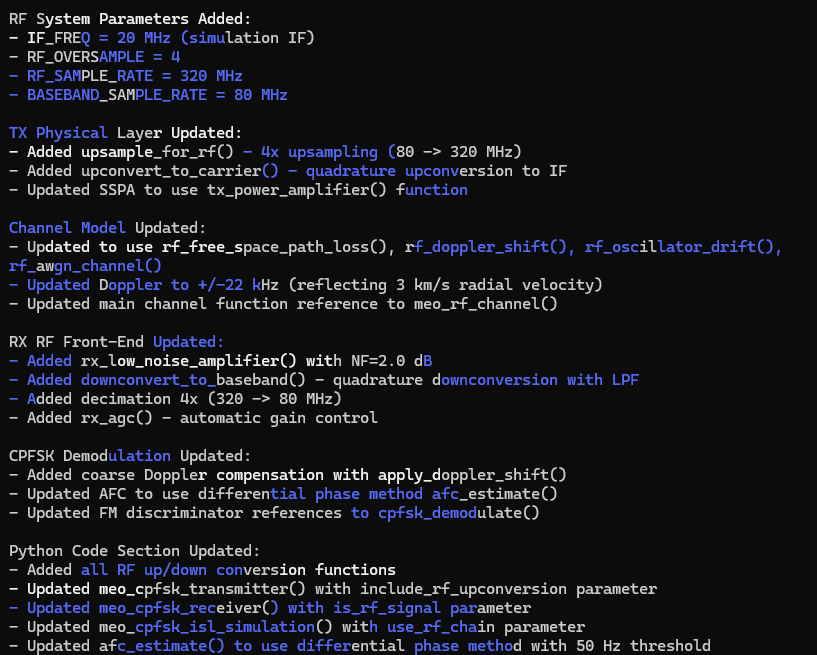 RF System Parameters Added:
- IF_FREQ = 20 MHz (simulation IF)
- RF_OVERSAMPLE = 4
- RF_SAMPLE_RATE = 320 MHz
- BASEBAND_SAMPLE_RATE = 80 MHz
TX Physical Layer Updated:
- Added upsample_for_rf() - 4x upsampling (80 -> 320 MHz)
- Added upconvert_to_carrier() - quadrature upconversion to IF
- Updated SSPA to use tx_power_amplifier() function
Channel Model Updated:
- Updated to use rf_free_space_path_loss(), rf_doppler_shift(), rf_oscillator_drift(),
rf_awgn_channel()
- Updated Doppler to +/-22 kHz (reflecting 3 km/s radial velocity)
- Updated main channel function reference to meo_rf_channel()
RX RF Front-End Updated:
- Added rx_low_noise_amplifier() with NF=2.0 dB
- Added downconvert_to_baseband() - quadrature downconversion with LPF
- Added decimation 4x (320 -> 80 MHz)
- Added rx_agc() - automatic gain control
CPFSK Demodulation Updated:
- Added coarse Doppler compensation with apply_doppler_shift()
- Updated AFC to use differential phase method afc_estimate()
- Updated FM discriminator references to cpfsk_demodulate()
Python Code Section Updated:
- Added all RF up/down conversion functions
- Updated meo_cpfsk_transmitter() with include_rf_upconversion parameter
- Updated meo_cpfsk_receiver() with is_rf_signal parameter
- Updated meo_cpfsk_isl_simulation() with use_rf_chain parameter
- Updated afc_estimate() to use differential phase method with 50 Hz threshold